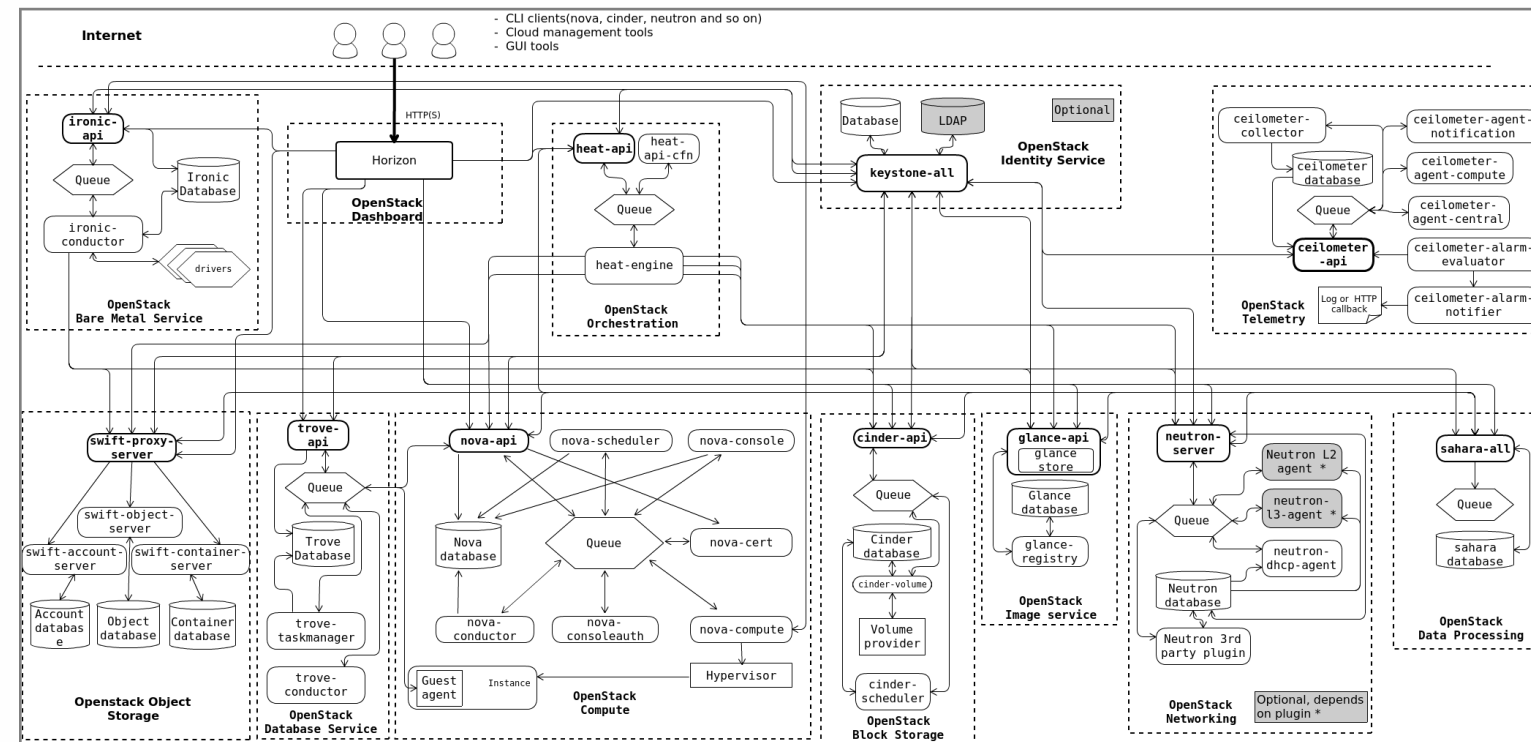 Internet
- CLI clients(nova, cinder, neutron and so on)
- Cloud management tools
- GUI tools
HTTP(S)
ironic-
api
Queue
Ironic
Database
ironic-
conductor
drivers
OpenStack
Bare Metal Service
Horizon
OpenStack
Dashboard
heat-api
heat-
api-cfn
Queue
heat-engine
OpenStack
Orchestration
Database
LDAP
Optional
OpenStack
Identity Service
keystone-all
ceilometer-
collector
ceilometer-agent-
notification
ceilometer
database
ceilometer-
agent-compute
Queue
ceilometer-
agent-central
ceilometer
-api
ceilometer-alarm-
evaluator
Log or HTTP
callback
ceilometer-alarm-
notifier
OpenStack
Telemetry
swift-proxy-
server
swift-object-
server
swift-account-
server
swift-container-
server
Account
databas
e
Object
database
Container
database
Openstack Object
Storage
trove-
api
Queue
Trove
Database
trove-
taskmanager
trove-
conductor
OpenStack
Database Service
nova-api
nova-scheduler
nova-console
Nova
database
Queue
nova-cert
nova-
conductor
nova-
consoleauth
nova-compute
Guest
agent
Instance
Hypervisor
OpenStack
Compute
cinder-api
Queue
Cinder
database
cinder-volume
Volume
provider
cinder-
scheduler
OpenStack
Block Storage
glance-api
glance
store
Glance
database
glance-
registry
OpenStack
Image service
neutron-
server
Neutron L2
agent *
Queue
neutron-
l3-agent *
neutron-
dhcp-agent
Neutron
database
Neutron 3rd
party plugin
OpenStack
Networking
Optional, depends
on plugin *
sahara-all
Queue
sahara
database
OpenStack
Data Processing